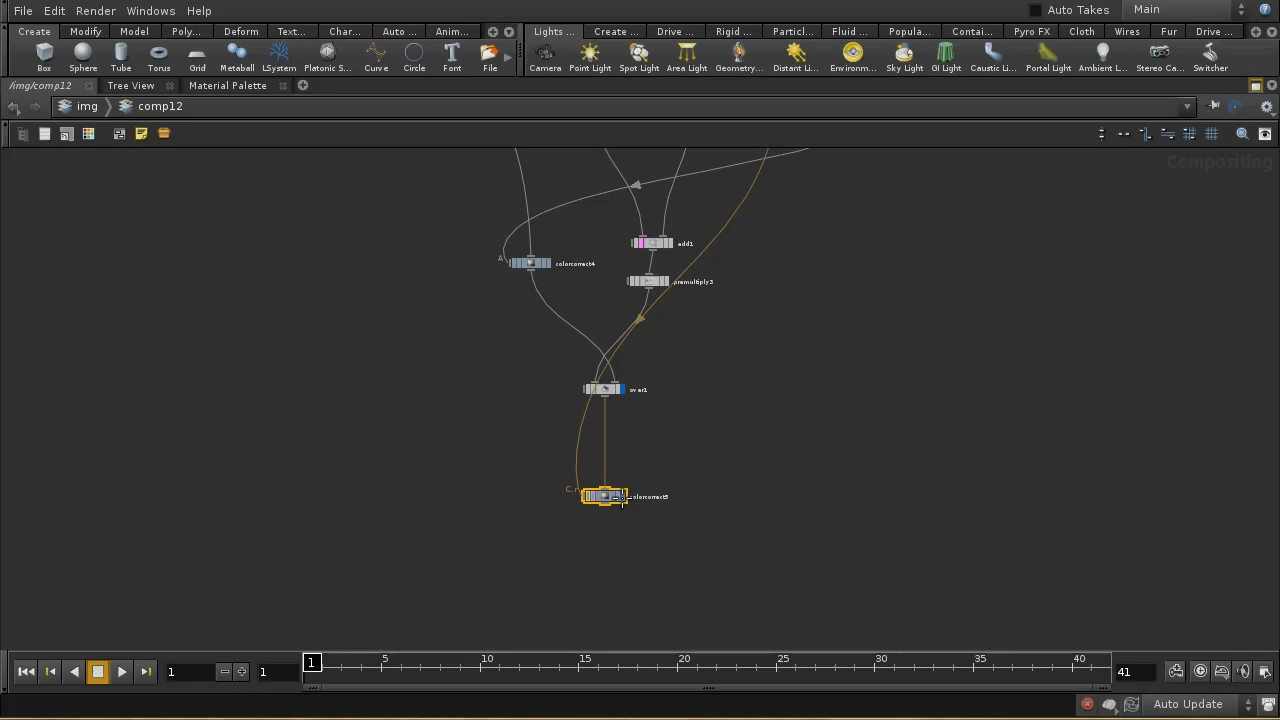 File Edit Render Windows Help
Auto Takes Main
Create Modify Model Poly... Deform Text... Char... Auto ... Anim...
Lights ... Create ... Drive ... Rigid ... Particl... Fluid ... Popula... Contai... Pyro FX Cloth Wires Fur Drive ...
Box Sphere Tube Torus Grid Metaball LSystem Platonic S... Curve Circle Font File
Camera Point Light Spot Light Area Light Geometry... Distant Li... Environm... Sky Light GI Light Caustic Li... Portal Light Ambient L... Stereo Ca... Switcher
/img/comp12 Tree View Material Palette
img comp12
Compositing
add1
A colorcorrect4
premultiply3
over1
colorcorrect5
1 1
1 5 10 15 20 25 30 35 40
41
Auto Update